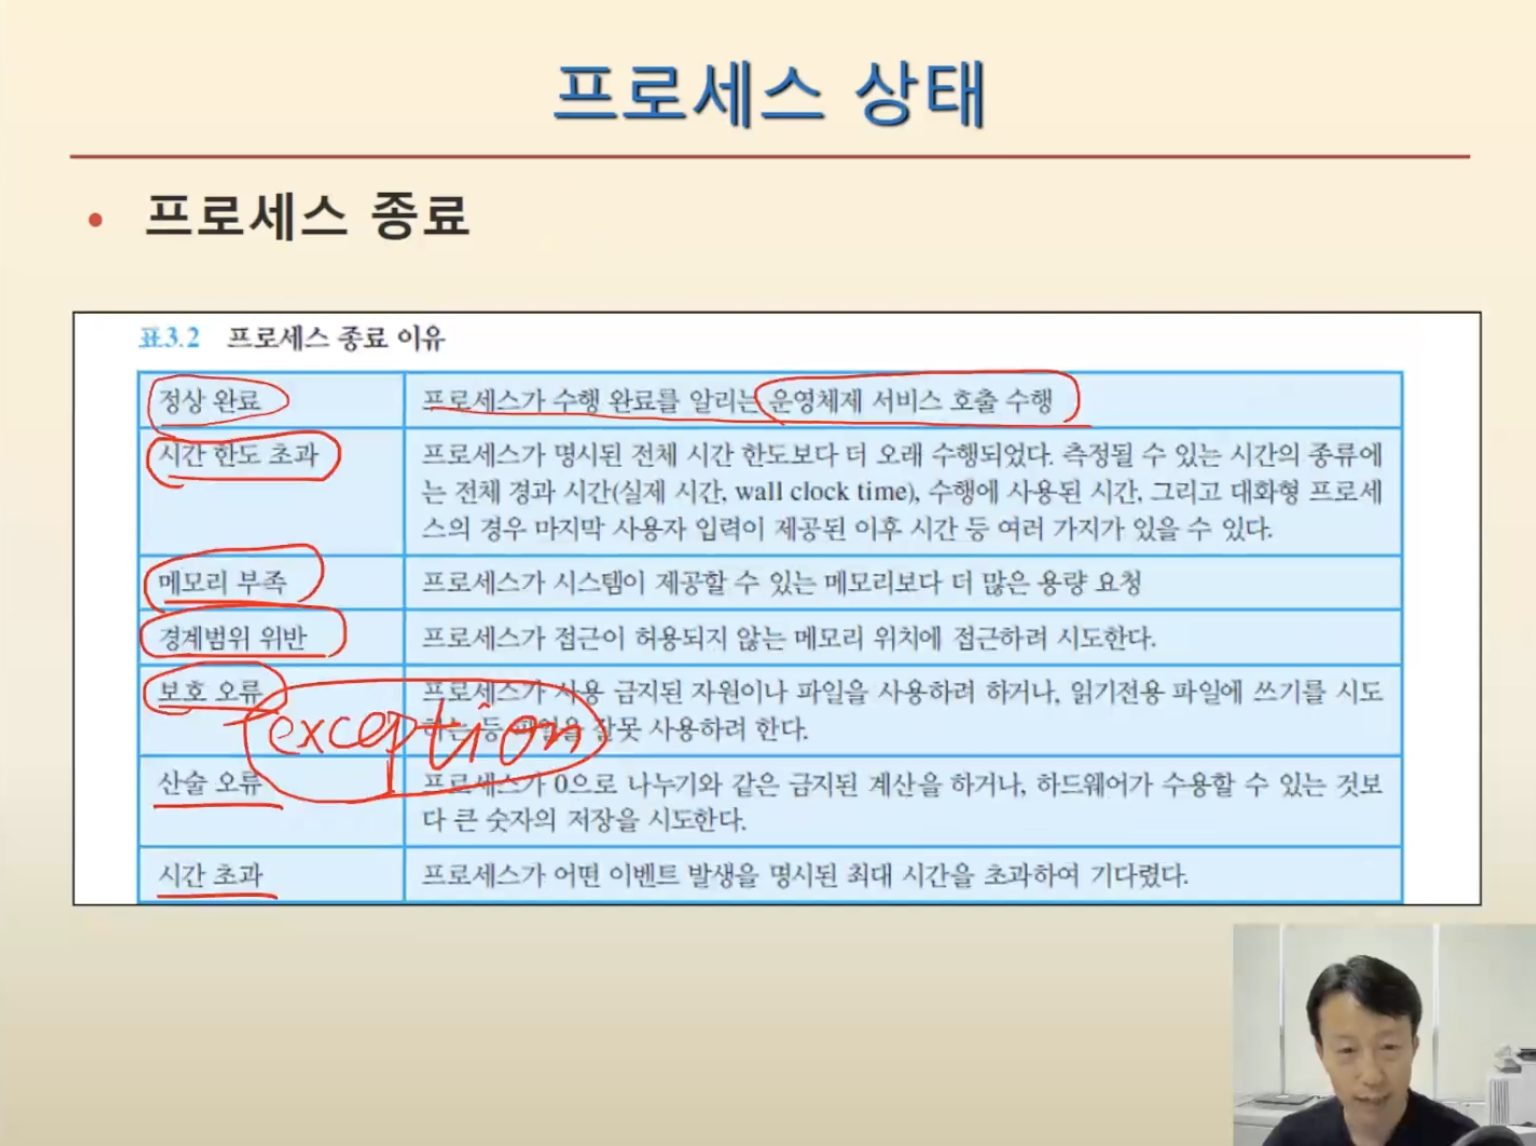 프로세스 상태
• 프로세스 종료
표3.2 프로세스 종료 이유
정상 완료
프로세스가 수행 완료를 알리는 운영체제 서비스 호출 수행
시간 한도 초과
프로세스가 명시된 전체 시간 한도보다 더 오래 수행되었다. 측정될 수 있는 시간의 종류에
는 전체 경과 시간(실제 시간, wall clock time), 수행에 사용된 시간, 그리고 대화형 프로세
스의 경우 마지막 사용자 입력이 제공된 이후 시간 등 여러 가지가 있을 수 있다.
메모리 부족
프로세스가 시스템이 제공할 수 있는 메모리보다 더 많은 용량 요청
경계범위 위반
프로세스가 접근이 허용되지 않는 메모리 위치에 접근하려 시도한다.
보호 오류
프로세스가 사용 금지된 자원이나 파일을 사용하려 하거나, 읽기전용 파일에 쓰기를 시도
하는 등 파일을 잘못 사용하려 한다.
exception
산술 오류
프로세스가 0으로 나누기와 같은 금지된 계산을 하거나, 하드웨어가 수용할 수 있는 것보
다 큰 숫자의 저장을 시도한다.
시간 초과
프로세스가 어떤 이벤트 발생을 명시된 최대 시간을 초과하여 기다렸다.